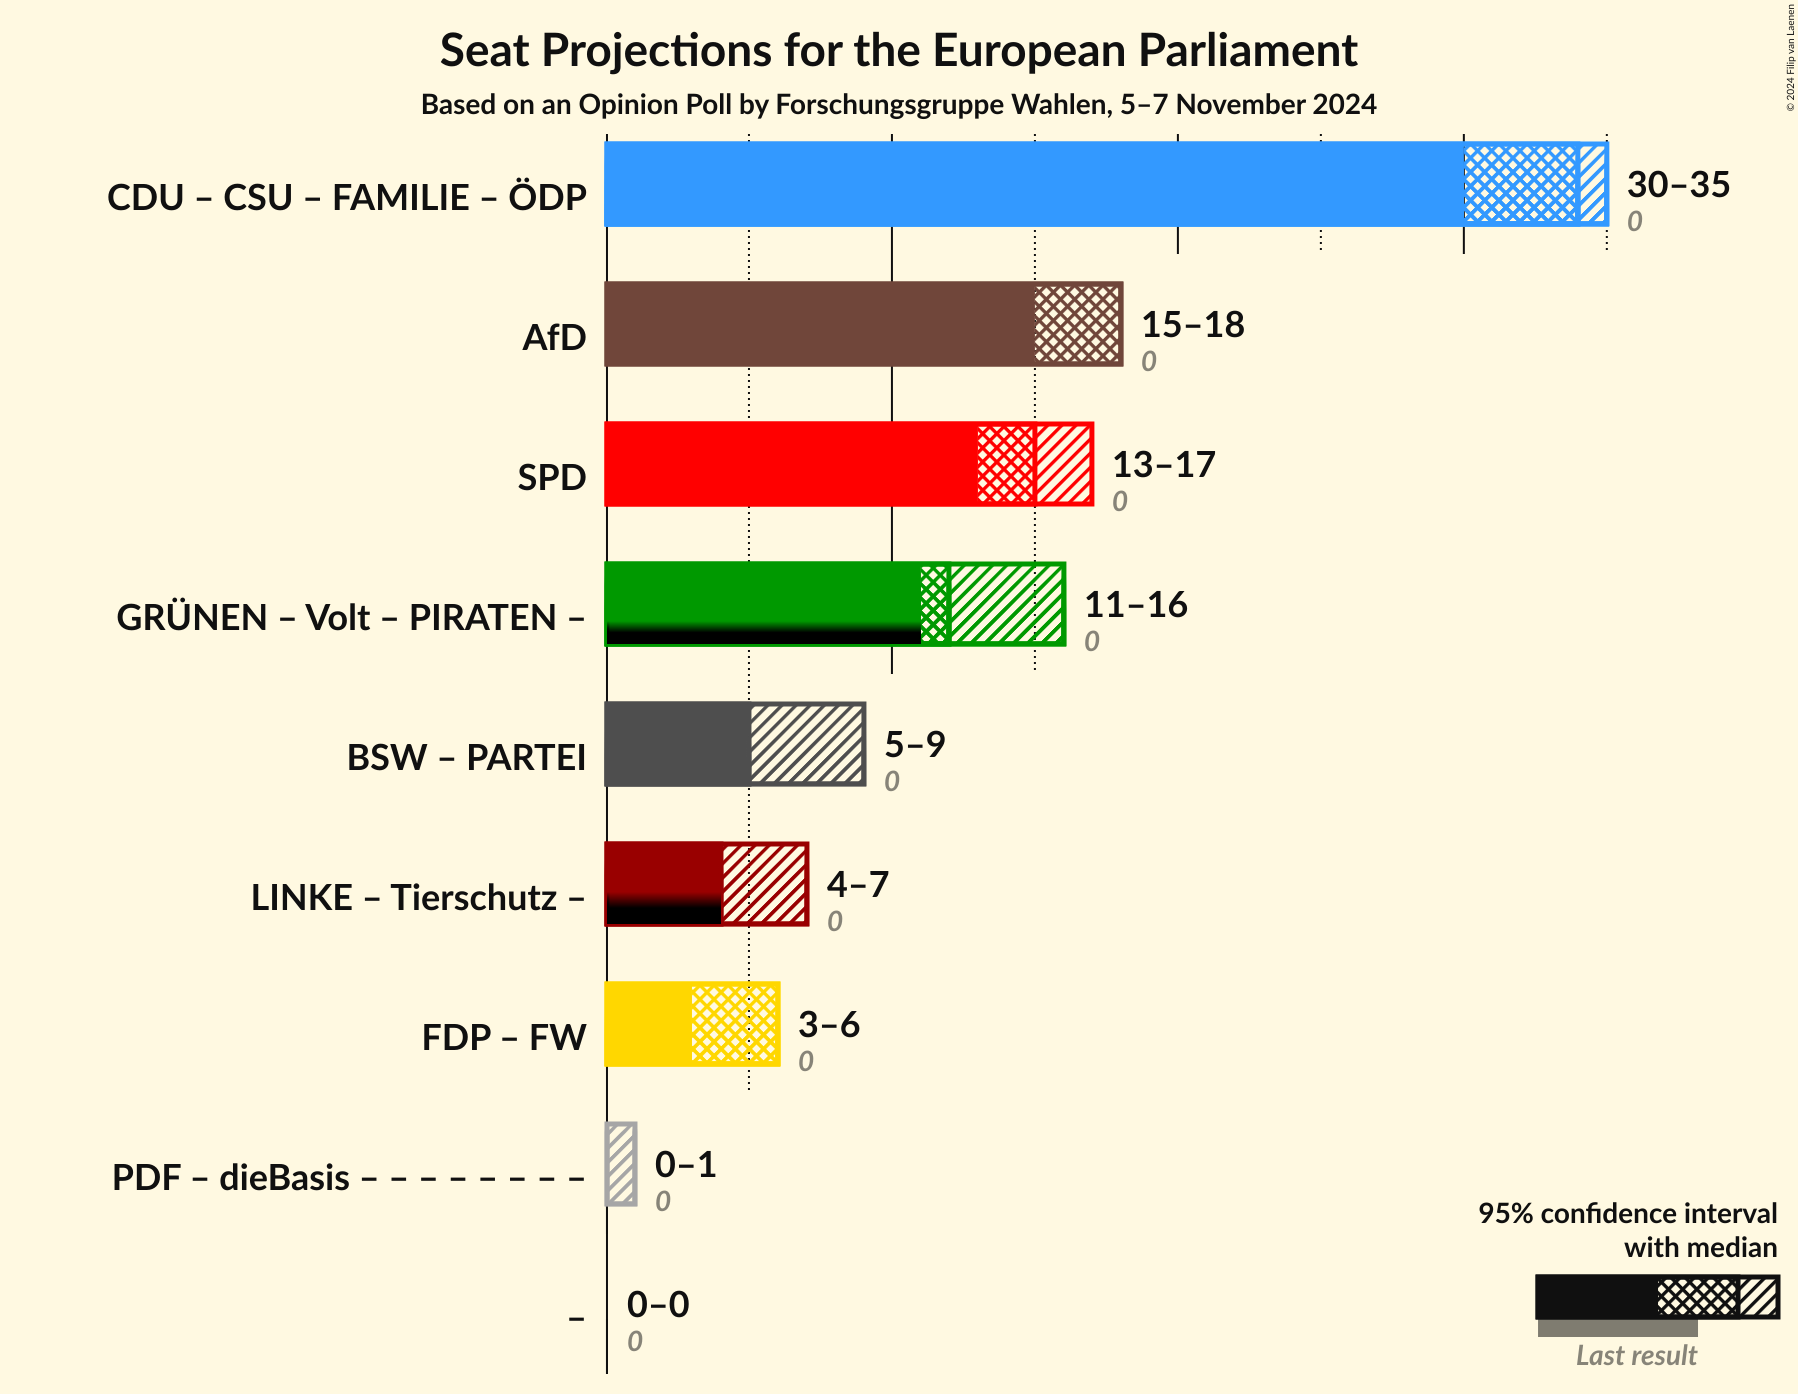 Seat Projections for the European Parliament
Based on an Opinion Poll by Forschungsgruppe Wahlen, 5–7 November 2024
© 2024 Filip van Laenen
CDU – CSU – FAMILIE – ÖDP
30–35
0
AfD
15–18
0
SPD
13–17
0
GRÜNEN – Volt – PIRATEN –
11–16
0
BSW – PARTEI
5–9
0
LINKE – Tierschutz –
4–7
0
FDP – FW
3–6
0
PDF – dieBasis – – – – – – – –
0–1
0
–
0–0
0
95% confidence interval
with median
Last result